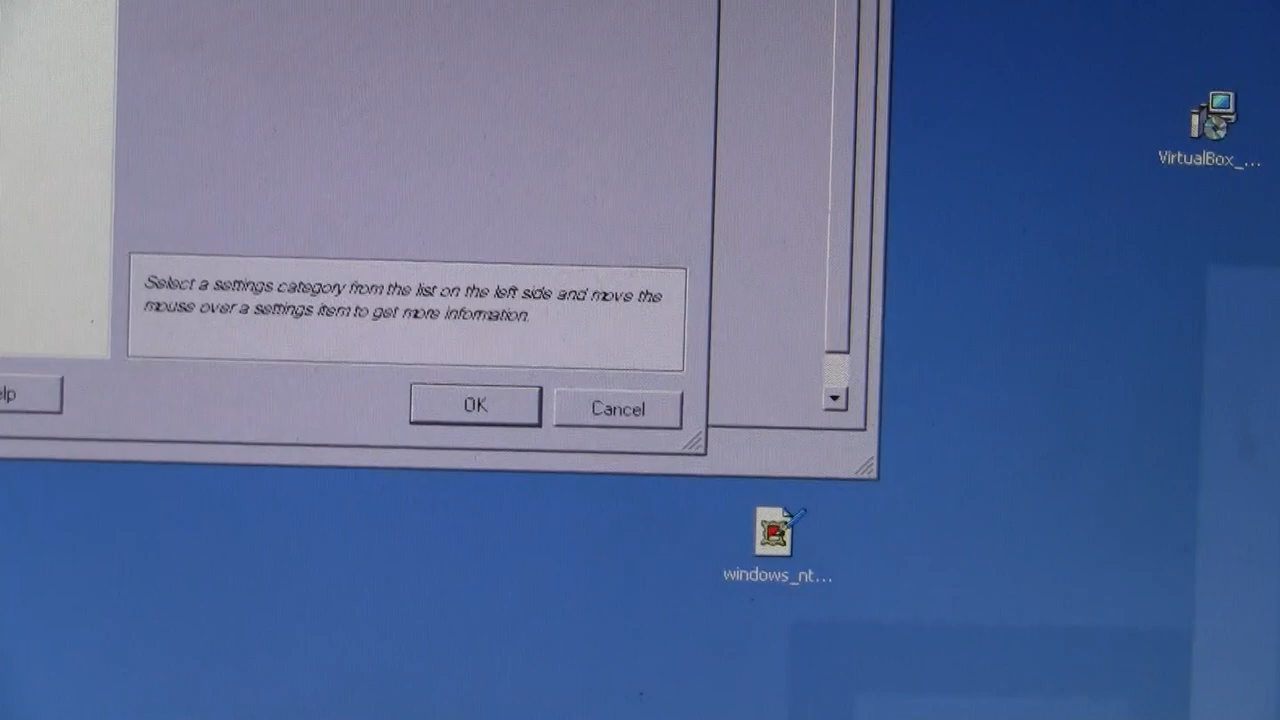 VirtualBox_...
Select a settings category from the list on the left side and move the
mouse over a settings item to get more information.
elp
OK
Cancel
windows_nt...